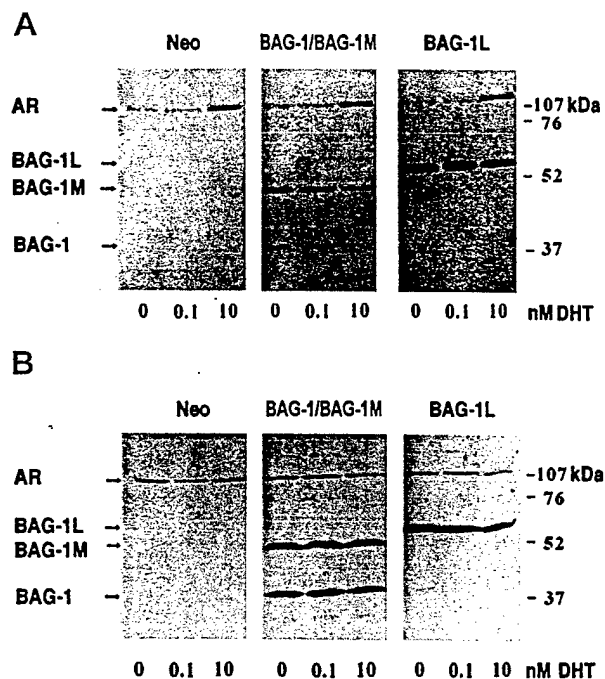 A
Neo BAG-1/BAG-1M BAG-1L
AR
BAG-1L
BAG-1M
BAG-1
-107 kDa
- 76
- 52
- 37
0 0.1 10 0 0.1 10 0 0.1 10 nM DHT
B
Neo BAG-1/BAG-1M BAG-1L
AR
BAG-1L
BAG-1M
BAG-1
-107 kDa
- 76
- 52
- 37
0 0.1 10 0 0.1 10 0 0.1 10 nM DHT